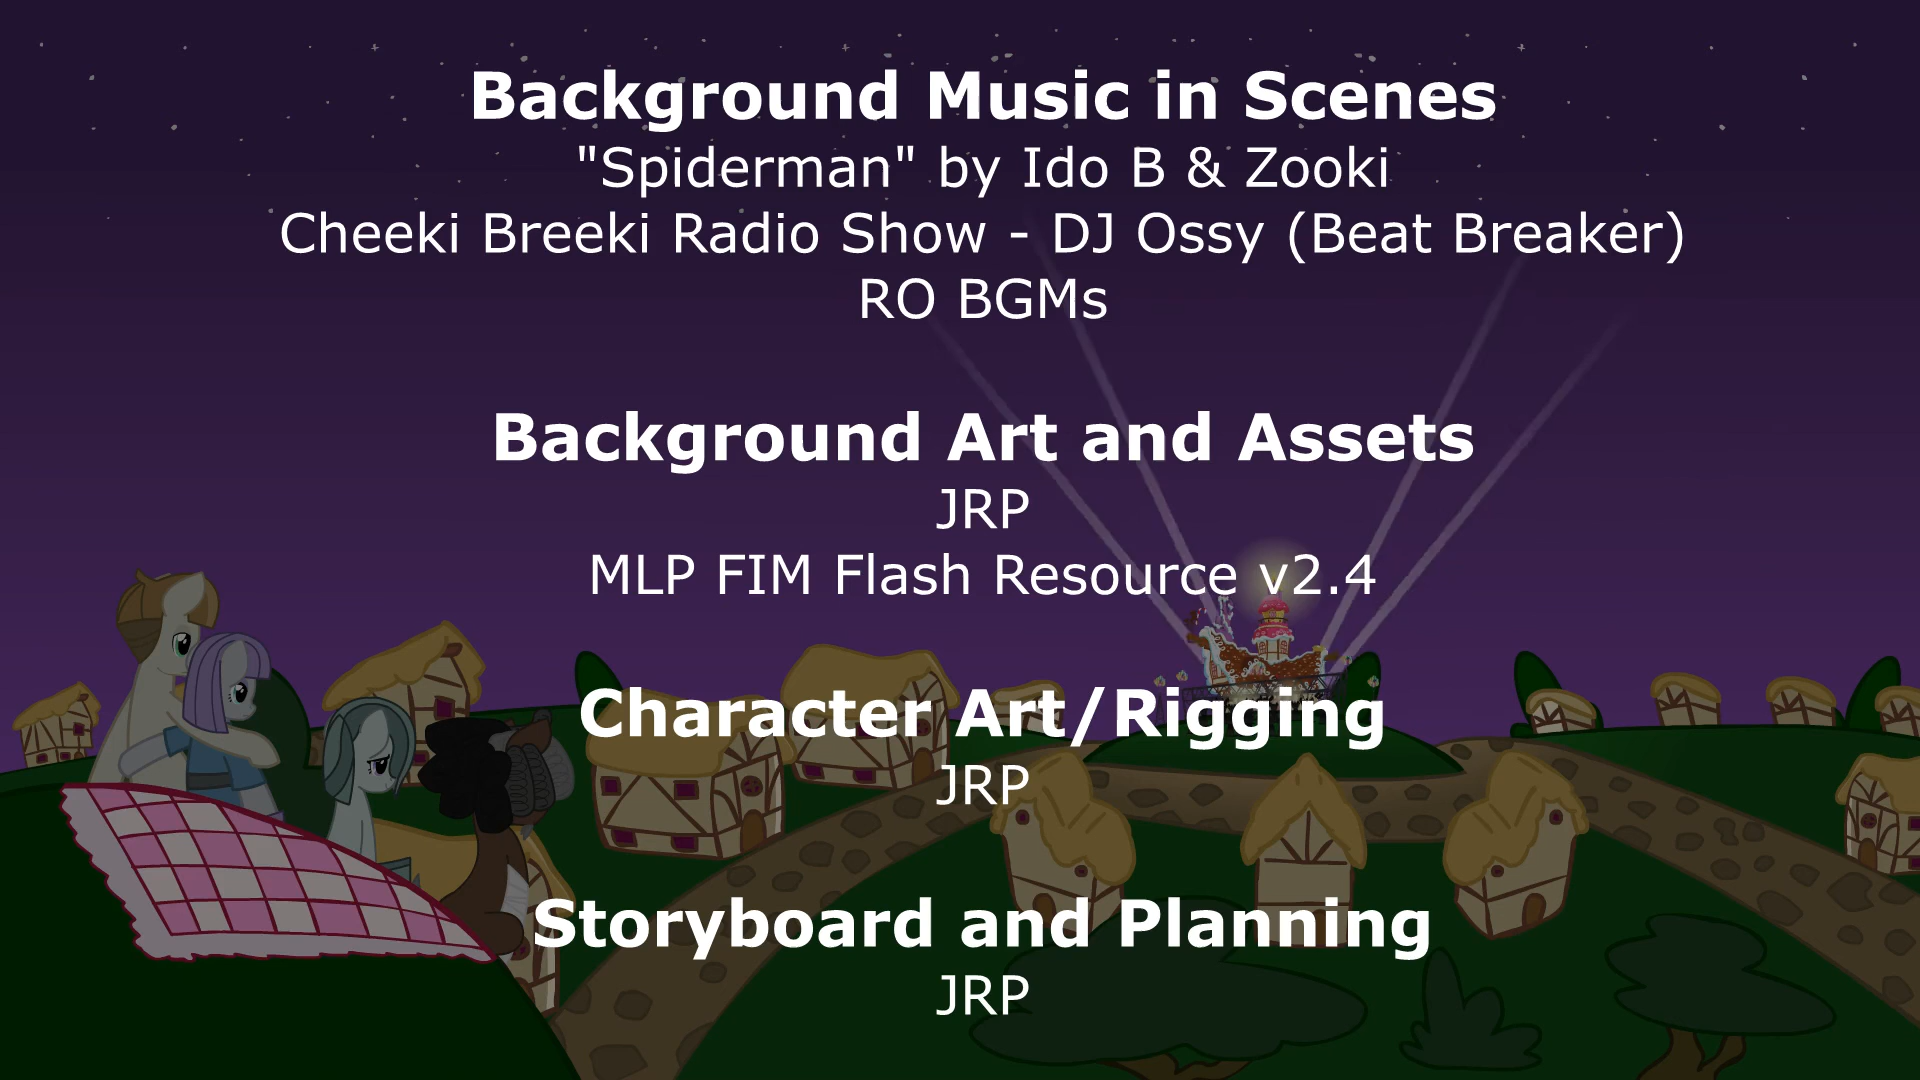 Background Music in Scenes
"Spiderman" by Ido B & Zooki
Cheeki Breeki Radio Show - DJ Ossy (Beat Breaker)
RO BGMs
Background Art and Assets
JRP
MLP FIM Flash Resource v2.4
Character Art/Rigging
JRP
Storyboard and Planning
JRP